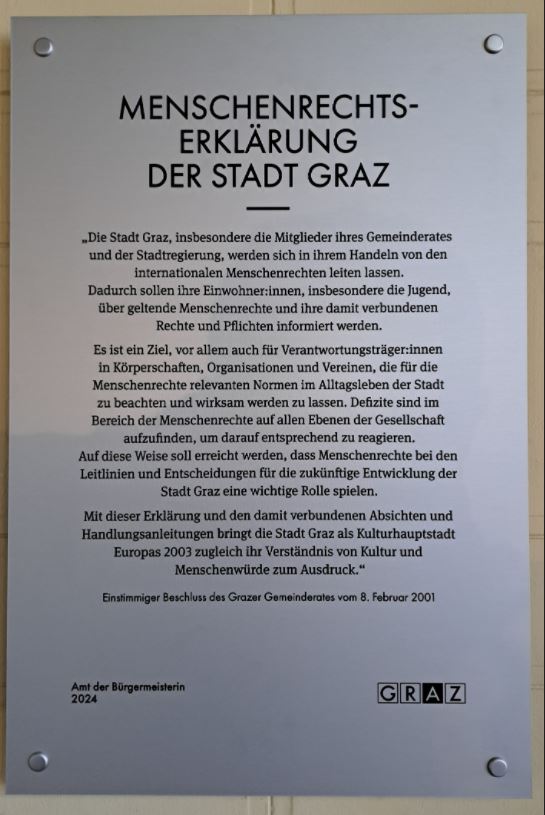 MENSCHENRECHTS-
ERKLÄRUNG
DER STADT GRAZ
„Die Stadt Graz, insbesondere die Mitglieder ihres Gemeinderates
und der Stadtregierung, werden sich in ihrem Handeln von den
internationalen Menschenrechten leiten lassen.
Dadurch sollen ihre Einwohner:innen, insbesondere die Jugend,
über geltende Menschenrechte und ihre damit verbundenen
Rechte und Pflichten informiert werden.
Es ist ein Ziel, vor allem auch für Verantwortungsträger:innen
in Körperschaften, Organisationen und Vereinen, die für die
Menschenrechte relevanten Normen im Alltagsleben der Stadt
zu beachten und wirksam werden zu lassen. Defizite sind im
Bereich der Menschenrechte auf allen Ebenen der Gesellschaft
aufzufinden, um darauf entsprechend zu reagieren.
Auf diese Weise soll erreicht werden, dass Menschenrechte bei den
Leitlinien und Entscheidungen für die zukünftige Entwicklung der
Stadt Graz eine wichtige Rolle spielen.
Mit dieser Erklärung und den damit verbundenen Absichten und
Handlungsanleitungen bringt die Stadt Graz als Kulturhauptstadt
Europas 2003 zugleich ihr Verständnis von Kultur und
Menschenwürde zum Ausdruck.“
Einstimmiger Beschluss des Grazer Gemeinderates vom 8. Februar 2001
Amt der Bürgermeisterin
2024
GRAZ